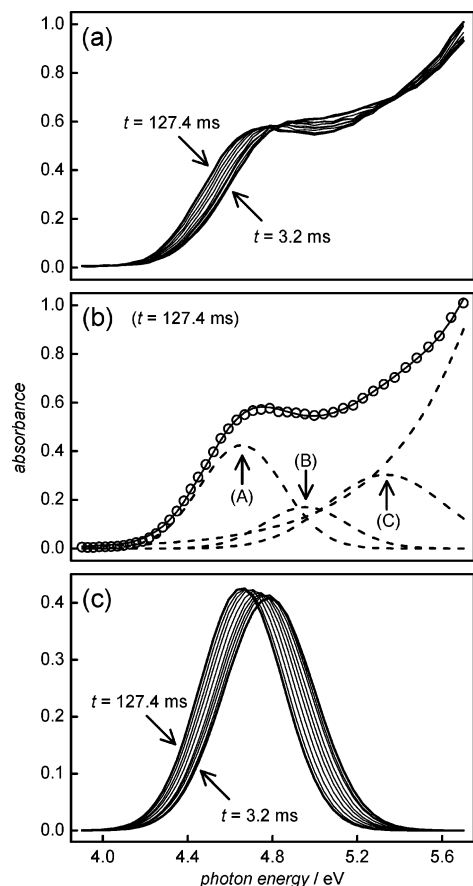 (a)
1.0
0.8
0.6
0.4
0.2
0.0
t = 127.4 ms
t = 3.2 ms
(b)
(t = 127.4 ms)
absorbance
1.0
0.8
0.6
0.4
0.2
0.0
(A)
(B)
(C)
(c)
0.4
0.3
0.2
0.1
0.0
t = 127.4 ms
t = 3.2 ms
4.0 4.4 4.8 5.2 5.6
photon energy / eV